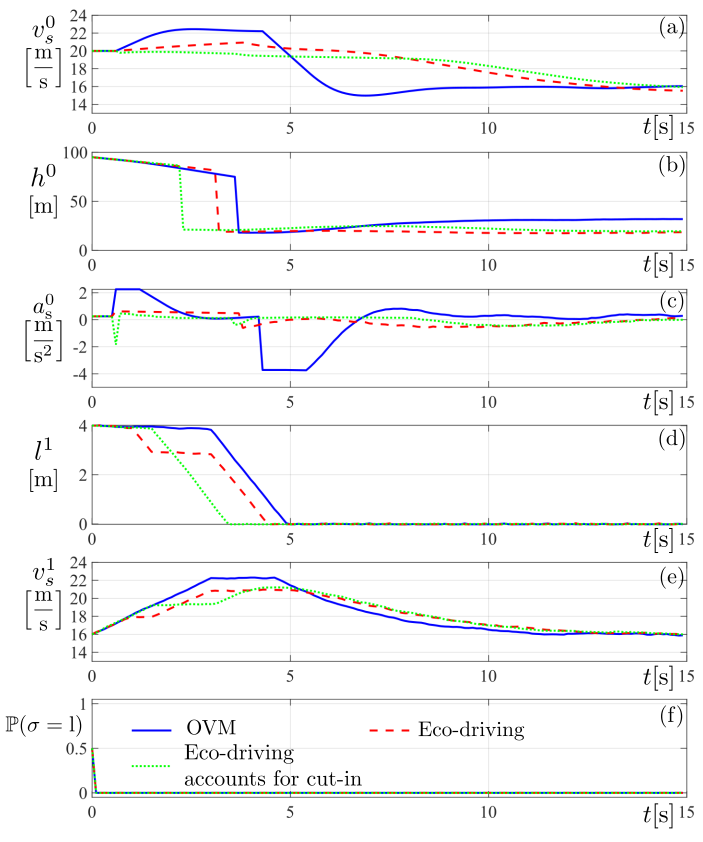 (a)
v_s^0
[m/s]
24
22
20
18
16
14
0 5 10 15
t[s]
(b)
h^0
[m]
100
50
0
0 5 10 15
t[s]
(c)
a_s^0
[m/s^2]
2
0
-2
-4
0 5 10 15
t[s]
(d)
l^1
[m]
4
2
0
0 5 10 15
t[s]
(e)
v_s^1
[m/s]
24
22
20
18
16
14
0 5 10 15
t[s]
(f)
ℙ(σ = l)
1
0.5
0
OVM
Eco-driving
Eco-driving
accounts for cut-in
0 5 10 15
t[s]